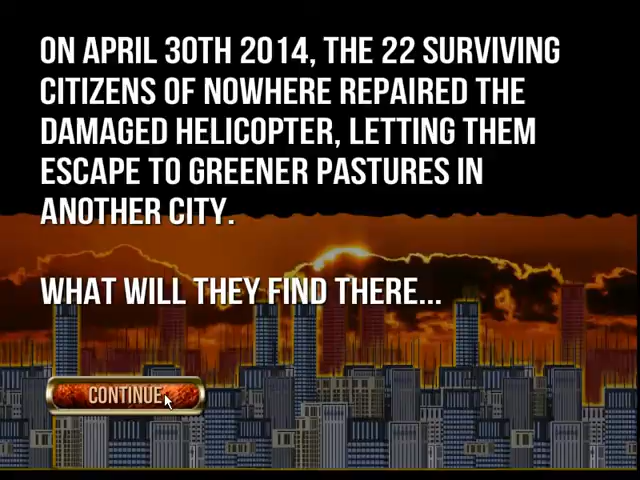 ON APRIL 30TH 2014, THE 22 SURVIVING
CITIZENS OF NOWHERE REPAIRED THE
DAMAGED HELICOPTER, LETTING THEM
ESCAPE TO GREENER PASTURES IN
ANOTHER CITY.
WHAT WILL THEY FIND THERE...
CONTINUE